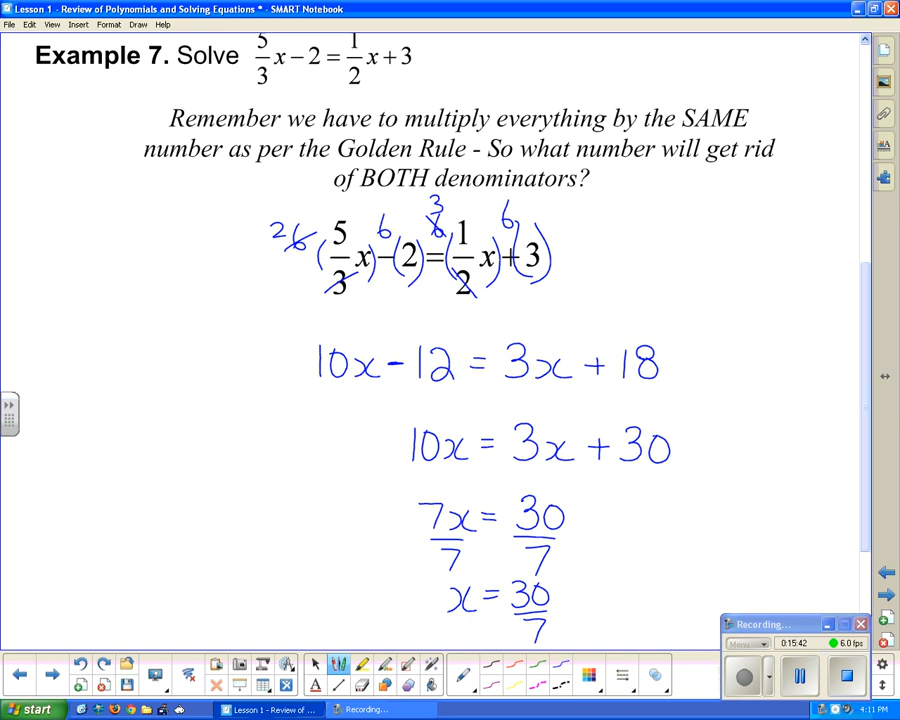 Lesson 1 - Review of Polynomials and Solving Equations * - SMART Notebook
File Edit View Insert Format Draw Help
Example 7. Solve 5/3 x − 2 = 1/2 x + 3
Remember we have to multiply everything by the SAME
number as per the Golden Rule - So what number will get rid
of BOTH denominators?
2 6 (5/3 x) − 6 (2) = 3 6 (1/2 x) + 6 (3)
10x - 12 = 3x + 18
10x = 3x + 30
7x/7 = 30/7
x = 30/7
Recording...
Menu 0:15:42 6.0 fps
start Lesson 1 - Review of ... Recording... 4:11 PM